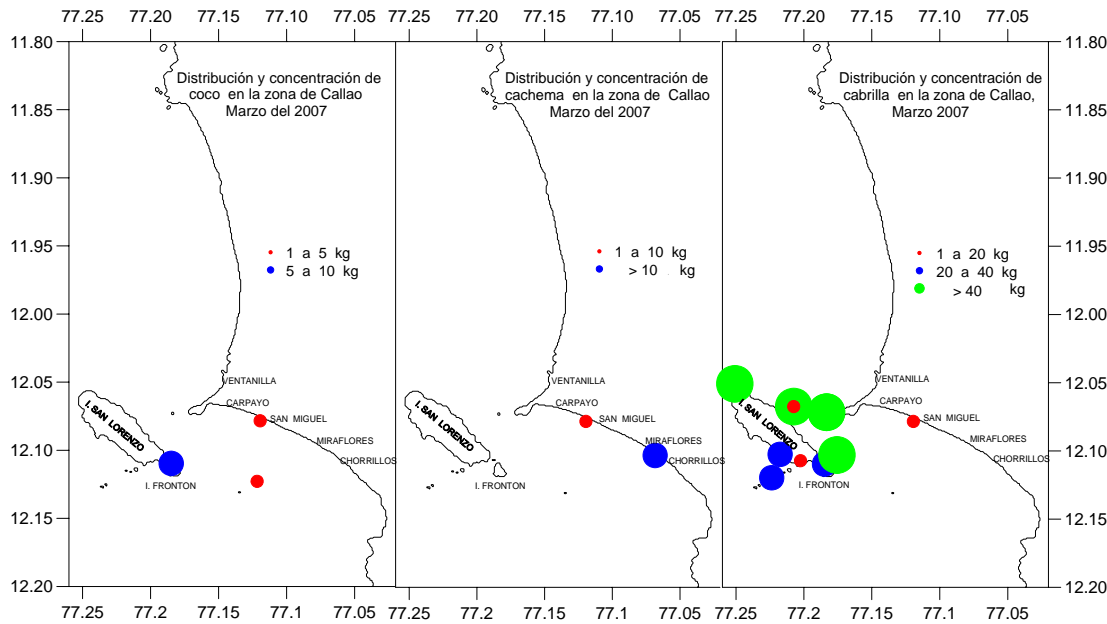 77.25 77.2 77.15 77.1 77.05 77.25 77.2 77.15 77.1 77.05 77.25 77.2 77.15 77.1 77.05
11.80 11.80
Distribución y concentración de
coco en la zona de Callao
Marzo del 2007
Distribución y concentración de
cachema en la zona de Callao
Marzo del 2007
Distribución y concentración de
cabrilla en la zona de Callao,
Marzo 2007
11.85 11.85
11.90 11.90
11.95 11.95
1 a 5 kg
5 a 10 kg
1 a 10 kg
> 10 kg
1 a 20 kg
20 a 40 kg
> 40 kg
12.00 12.00
12.05 12.05
VENTANILLA
CARPAYO
SAN MIGUEL
MIRAFLORES
CHORRILLOS
I. SAN LORENZO
I. FRONTON
VENTANILLA
CARPAYO
SAN MIGUEL
MIRAFLORES
CHORRILLOS
I. SAN LORENZO
VENTANILLA
CARPAYO
SAN MIGUEL
MIRAFLORES
CHORRILLOS
I. SAN LORENZO
I. FRONTON
12.10 12.10
12.15 12.15
12.20 12.20
77.25 77.2 77.15 77.1 77.05 77.25 77.2 77.15 77.1 77.05 77.25 77.2 77.15 77.1 77.05